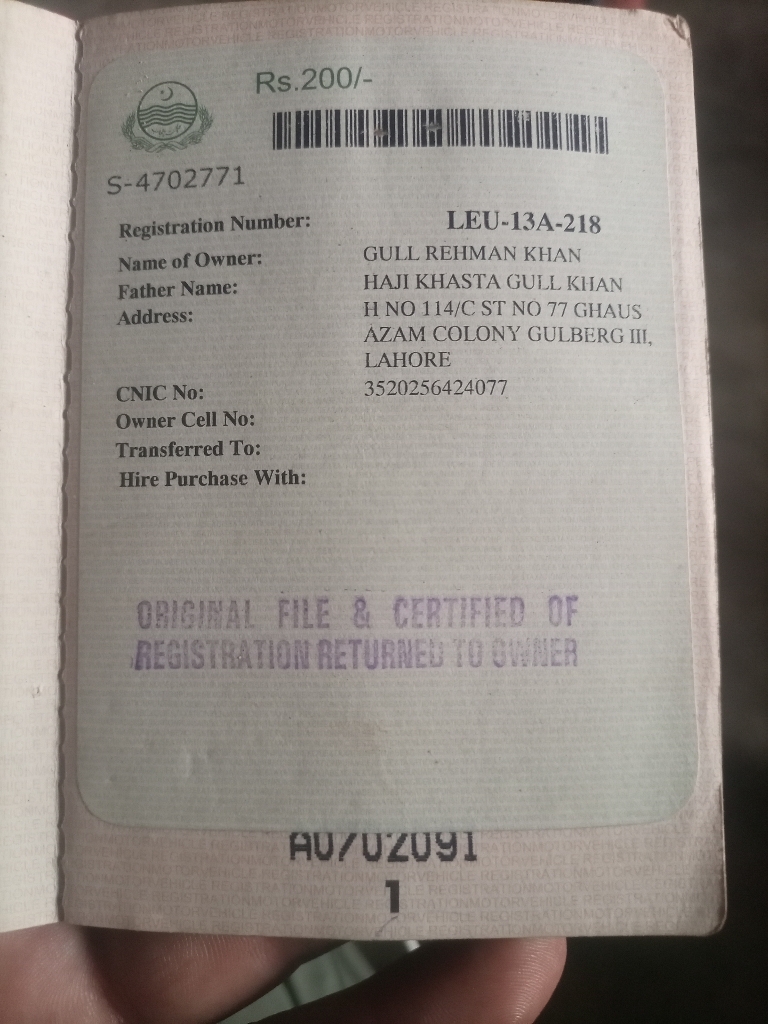 Rs.200/-
S-4702771
Registration Number: LEU-13A-218
Name of Owner: GULL REHMAN KHAN
Father Name: HAJI KHASTA GULL KHAN
Address: H NO 114/C ST NO 77 GHAUS
AZAM COLONY GULBERG III,
LAHORE
CNIC No: 3520256424077
Owner Cell No:
Transferred To:
Hire Purchase With:
ORIGINAL FILE & CERTIFIED OF
REGISTRATION RETURNED TO OWNER
A0702091
1